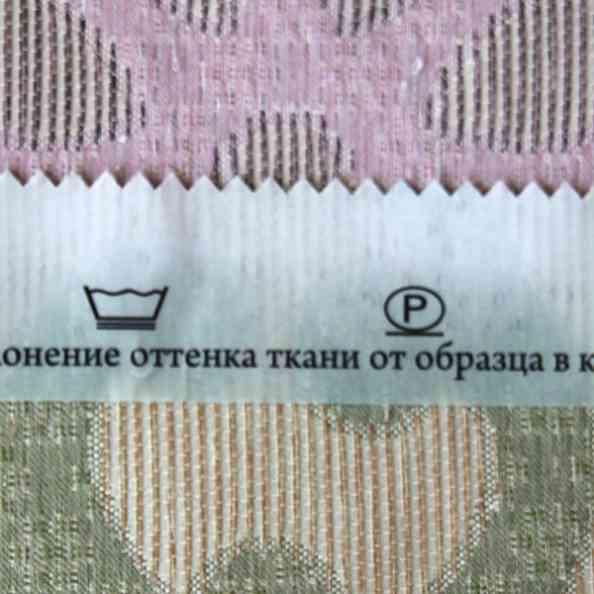 P
онение оттенка ткани от образца в к